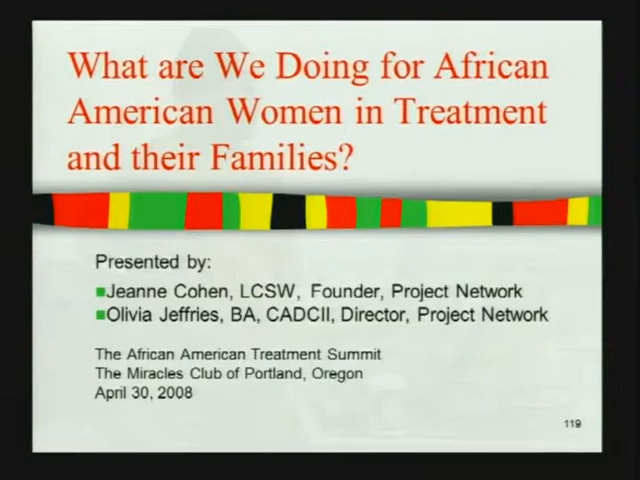 What are We Doing for African
American Women in Treatment
and their Families?
Presented by:
Jeanne Cohen, LCSW, Founder, Project Network
Olivia Jeffries, BA, CADCII, Director, Project Network
The African American Treatment Summit
The Miracles Club of Portland, Oregon
April 30, 2008
119